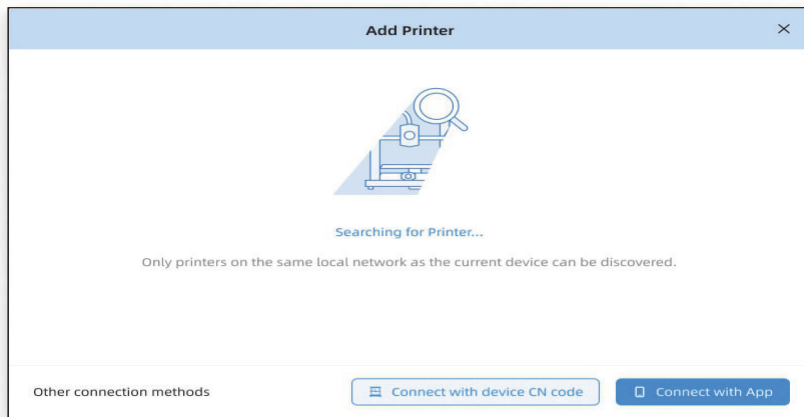 Add Printer
Searching for Printer...
Only printers on the same local network as the current device can be discovered.
Other connection methods
Connect with device CN code
Connect with App